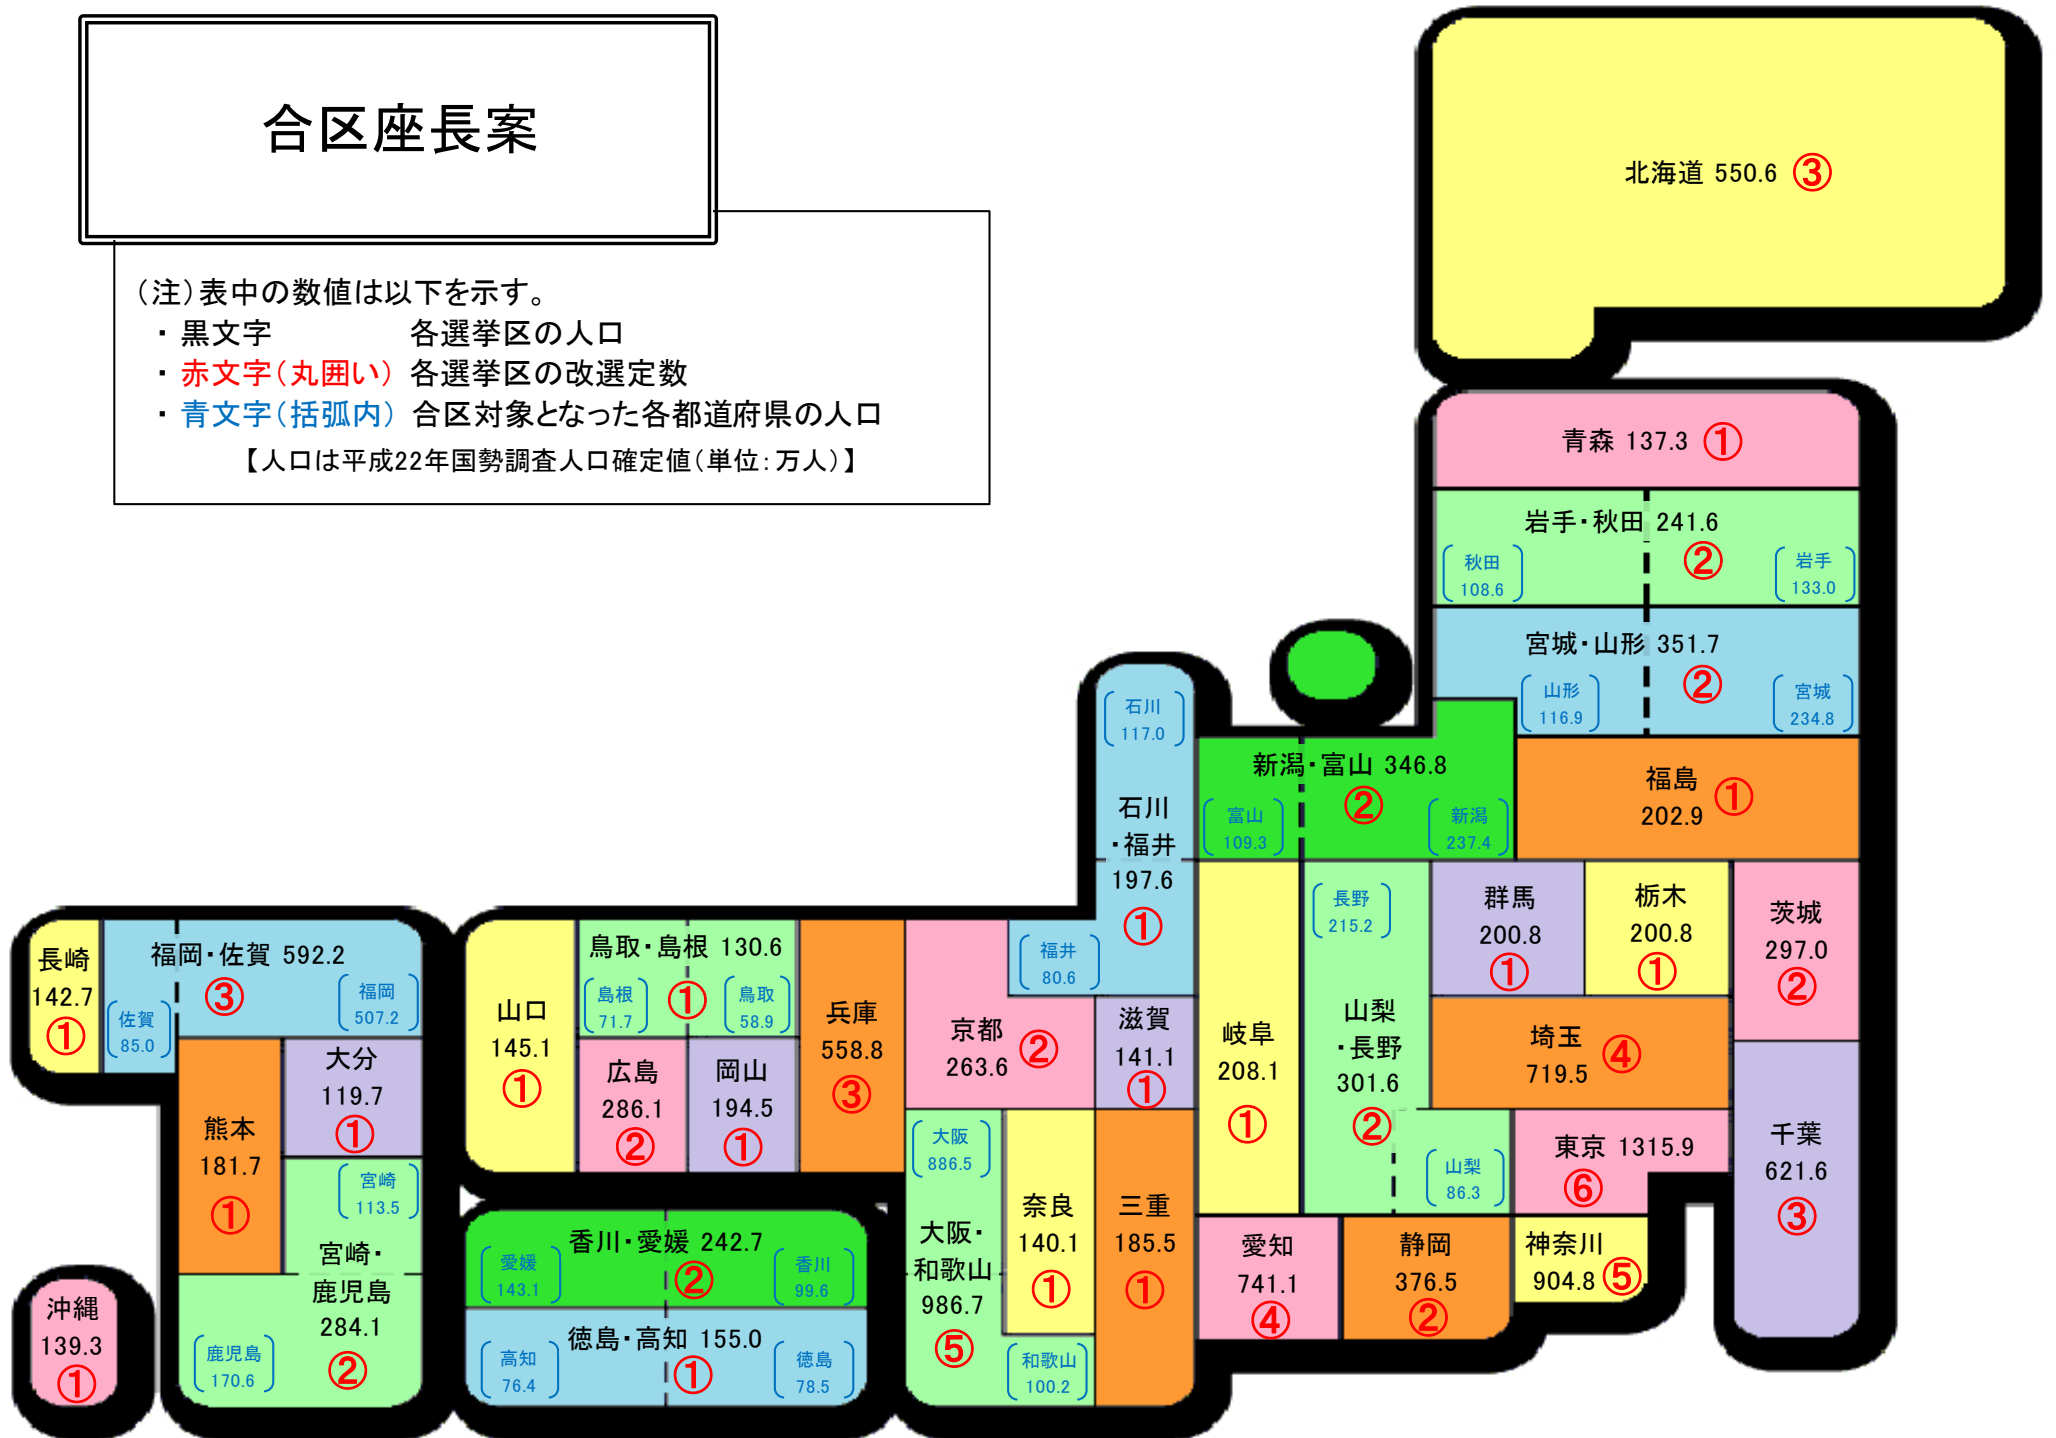 合区座長案
（注）表中の数値は以下を示す。
・黒文字 各選挙区の人口
・赤文字（丸囲い） 各選挙区の改選定数
・青文字（括弧内） 合区対象となった各都道府県の人口
【人口は平成22年国勢調査人口確定値（単位：万人）】
北海道 550.6 ③
青森 137.3 ①
岩手・秋田 241.6
②
秋田
108.6
岩手
133.0
宮城・山形 351.7
②
山形
116.9
宮城
234.8
新潟・富山 346.8
②
富山
109.3
新潟
237.4
福島
202.9
①
石川
117.0
石川
・福井
197.6
①
福井
80.6
群馬
200.8
①
栃木
200.8
①
茨城
297.0
②
長野
215.2
山梨
・長野
301.6
②
山梨
86.3
埼玉
719.5
④
東京 1315.9
⑥
千葉
621.6
③
神奈川
904.8
⑤
岐阜
208.1
①
愛知
741.1
④
静岡
376.5
②
滋賀
141.1
①
京都
263.6
②
三重
185.5
①
奈良
140.1
①
大阪
886.5
大阪・
和歌山
986.7
⑤
和歌山
100.2
兵庫
558.8
③
鳥取・島根 130.6
①
島根
71.7
鳥取
58.9
広島
286.1
②
岡山
194.5
①
山口
145.1
①
香川・愛媛 242.7
②
愛媛
143.1
香川
99.6
徳島・高知 155.0
①
高知
76.4
徳島
78.5
長崎
142.7
①
福岡・佐賀 592.2
③
佐賀
85.0
福岡
507.2
熊本
181.7
①
大分
119.7
①
宮崎
113.5
宮崎・
鹿児島
284.1
②
鹿児島
170.6
沖縄
139.3
①